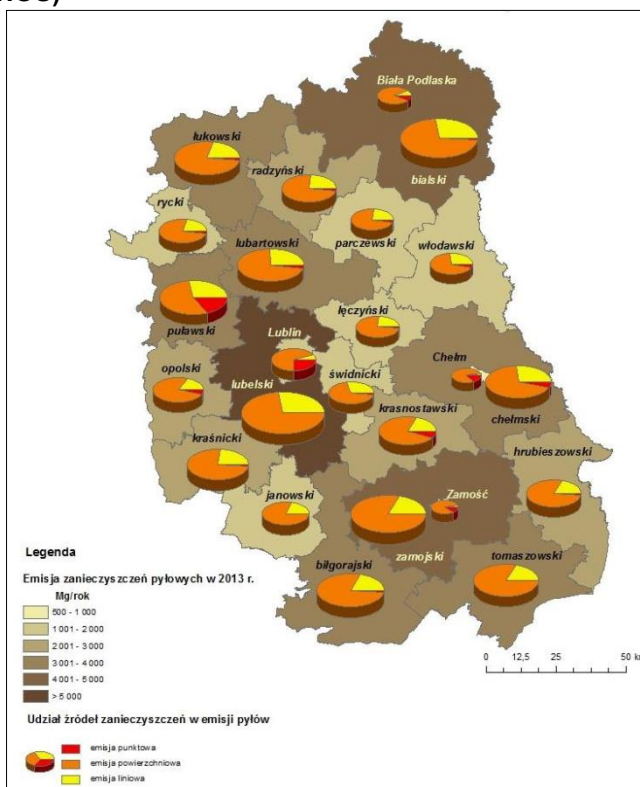 Biała Podlaska
łukowski
radzyński
bialski
rycki
lubartowski
parczewski
włodawski
puławski
łęczyński
Lublin
Chełm
opolski
świdnicki
lubelski
krasnostawski
chełmski
kraśnicki
hrubieszowski
janowski
Zamość
zamojski
biłgorajski
tomaszowski
Legenda
Emisja zanieczyszczeń pyłowych w 2013 r.
Mg/rok
500 - 1 000
1 001 - 2 000
2 001 - 3 000
3 001 - 4 000
4 001 - 5 000
> 5 000
0 12,5 25 50 km
Udział źródeł zanieczyszczeń w emisji pyłów
emisja punktowa
emisja powierzchniowa
emisja liniowa